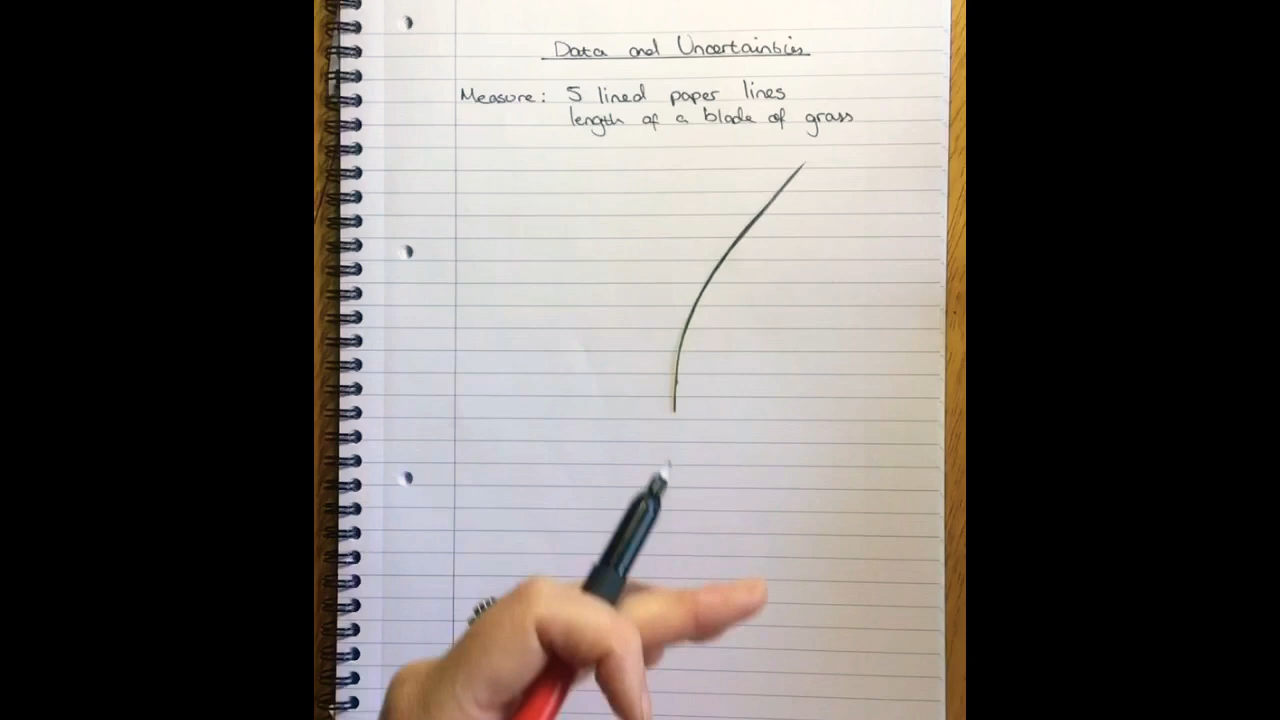 Data and Uncertainties
Measure: 5 lined paper lines
length of a blade of grass